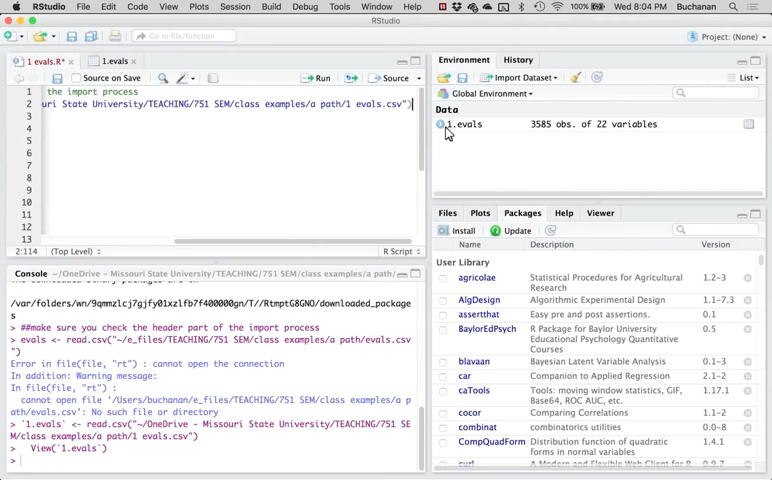 RStudio File Edit Code View Plots Session Build Debug Tools Window Help 100% Wed 8:04 PM Buchanan
RStudio
Go to file/function Project: (None)
1 evals.R* 1.evals
Source on Save Run Source
1 the import process
2 uri State University/TEACHING/751 SEM/class examples/a path/1 evals.csv")
3
4
5
6
7
8
9
10
11
12
13
2:114 (Top Level) R Script
Console ~/OneDrive - Missouri State University/TEACHING/751 SEM/class examples/a path/
/var/folders/wn/9qmmzlcj7gjfy01xzlfb7f400000gn/T//RtmptG8GNO/downloaded_package
s
> ##make sure you check the header part of the import process
> evals <- read.csv("~/e_files/TEACHING/751 SEM/class examples/a path/evals.csv
")
Error in file(file, "rt") : cannot open the connection
In addition: Warning message:
In file(file, "rt") :
cannot open file '/Users/buchanan/e_files/TEACHING/751 SEM/class examples/a p
ath/evals.csv': No such file or directory
> `1.evals` <- read.csv("~/OneDrive - Missouri State University/TEACHING/751 SE
M/class examples/a path/1 evals.csv")
> View(`1.evals`)
>
Environment History
Import Dataset List
Global Environment
Data
1.evals 3585 obs. of 22 variables
Files Plots Packages Help Viewer
Install Update
Name Description Version
User Library
agricolae Statistical Procedures for Agricultural Research 1.2-3
AlgDesign Algorithmic Experimental Design 1.1-7.3
assertthat Easy pre and post assertions. 0.1
BaylorEdPsych R Package for Baylor University Educational Psychology Quantitative Courses 0.5
blavaan Bayesian Latent Variable Analysis 0.1-3
car Companion to Applied Regression 2.1-2
caTools Tools: moving window statistics, GIF, Base64, ROC AUC, etc. 1.17.1
cocor Comparing Correlations 1.1-2
combinat combinatorics utilities 0.0-8
CompQuadForm Distribution function of quadratic forms in normal variables 1.4.1
curl A Modern and Flexible Web Client for R